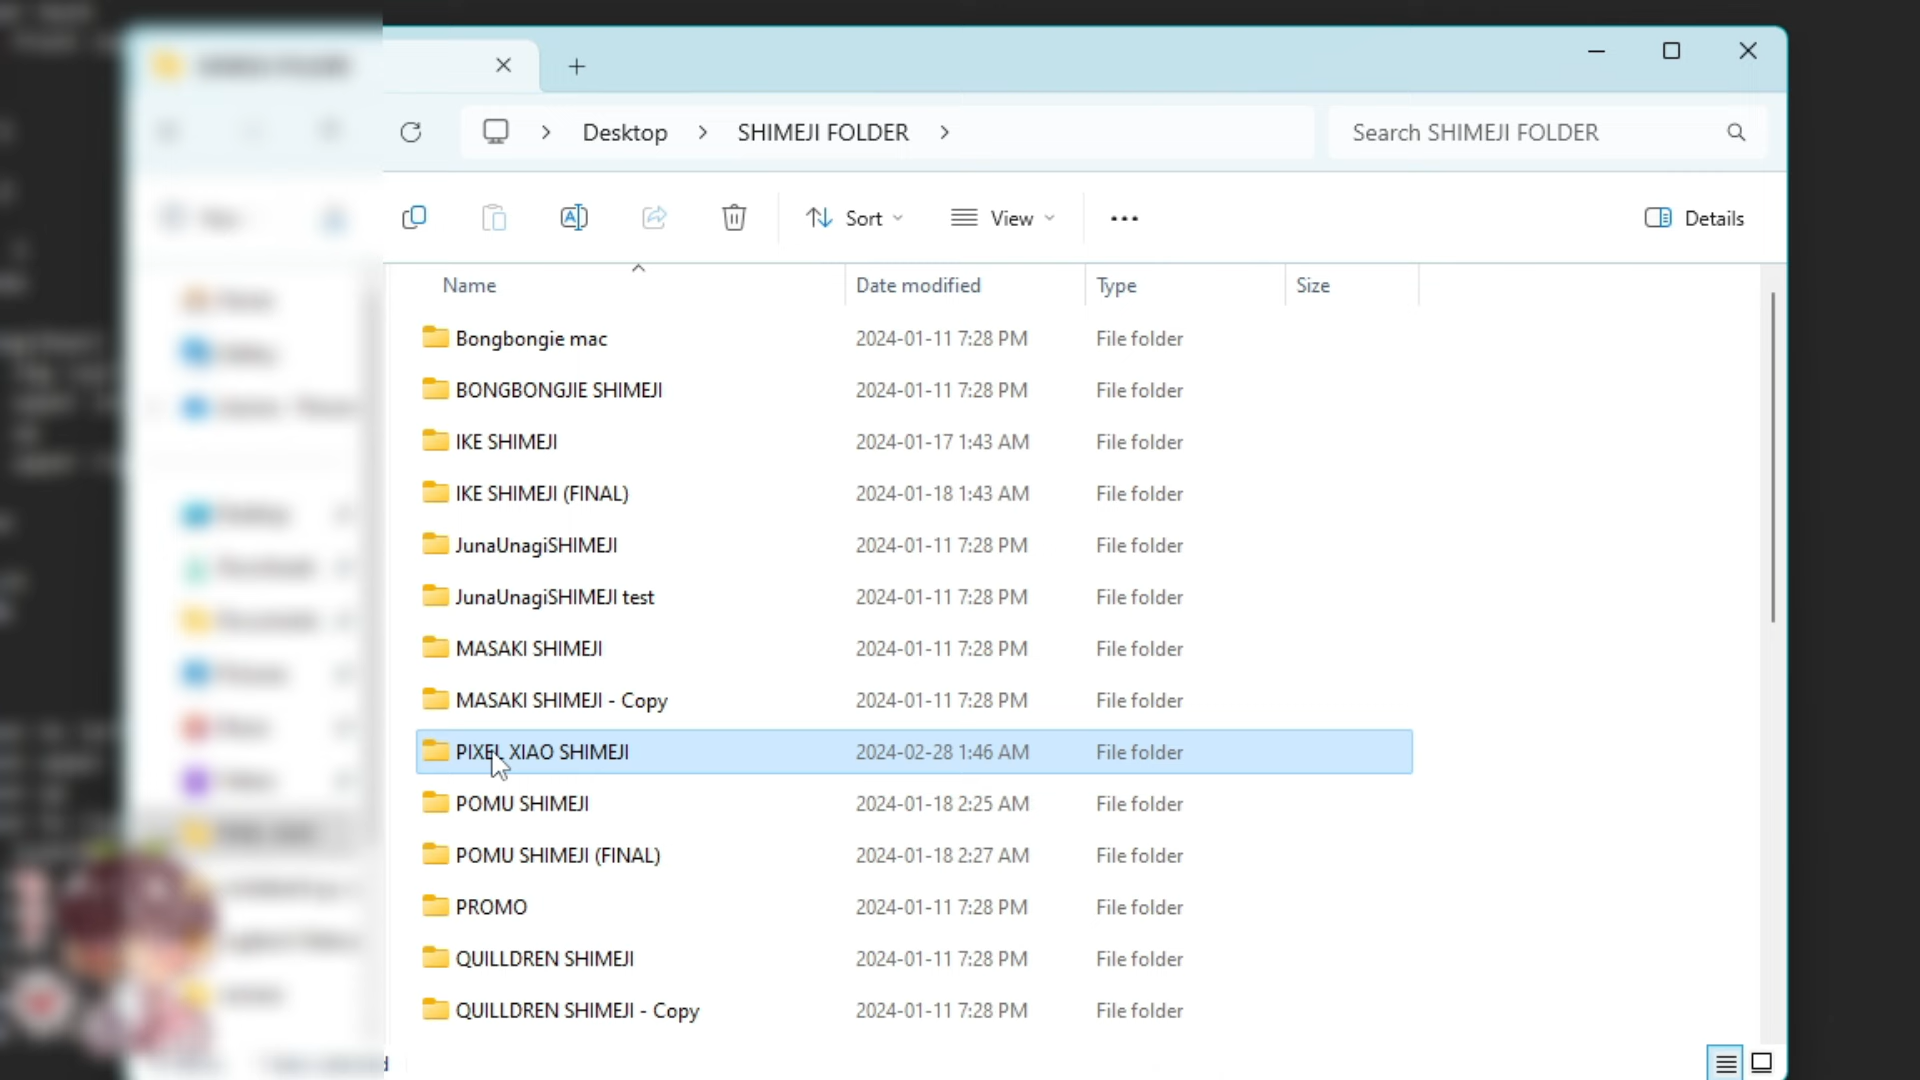 Desktop SHIMEJI FOLDER Search SHIMEJI FOLDER
Sort View Details
Name Date modified Type Size
Bongbongie mac 2024-01-11 7:28 PM File folder
BONGBONGJIE SHIMEJI 2024-01-11 7:28 PM File folder
IKE SHIMEJI 2024-01-17 1:43 AM File folder
IKE SHIMEJI (FINAL) 2024-01-18 1:43 AM File folder
JunaUnagiSHIMEJI 2024-01-11 7:28 PM File folder
JunaUnagiSHIMEJI test 2024-01-11 7:28 PM File folder
MASAKI SHIMEJI 2024-01-11 7:28 PM File folder
MASAKI SHIMEJI - Copy 2024-01-11 7:28 PM File folder
PIXEL XIAO SHIMEJI 2024-02-28 1:46 AM File folder
POMU SHIMEJI 2024-01-18 2:25 AM File folder
POMU SHIMEJI (FINAL) 2024-01-18 2:27 AM File folder
PROMO 2024-01-11 7:28 PM File folder
QUILLDREN SHIMEJI 2024-01-11 7:28 PM File folder
QUILLDREN SHIMEJI - Copy 2024-01-11 7:28 PM File folder